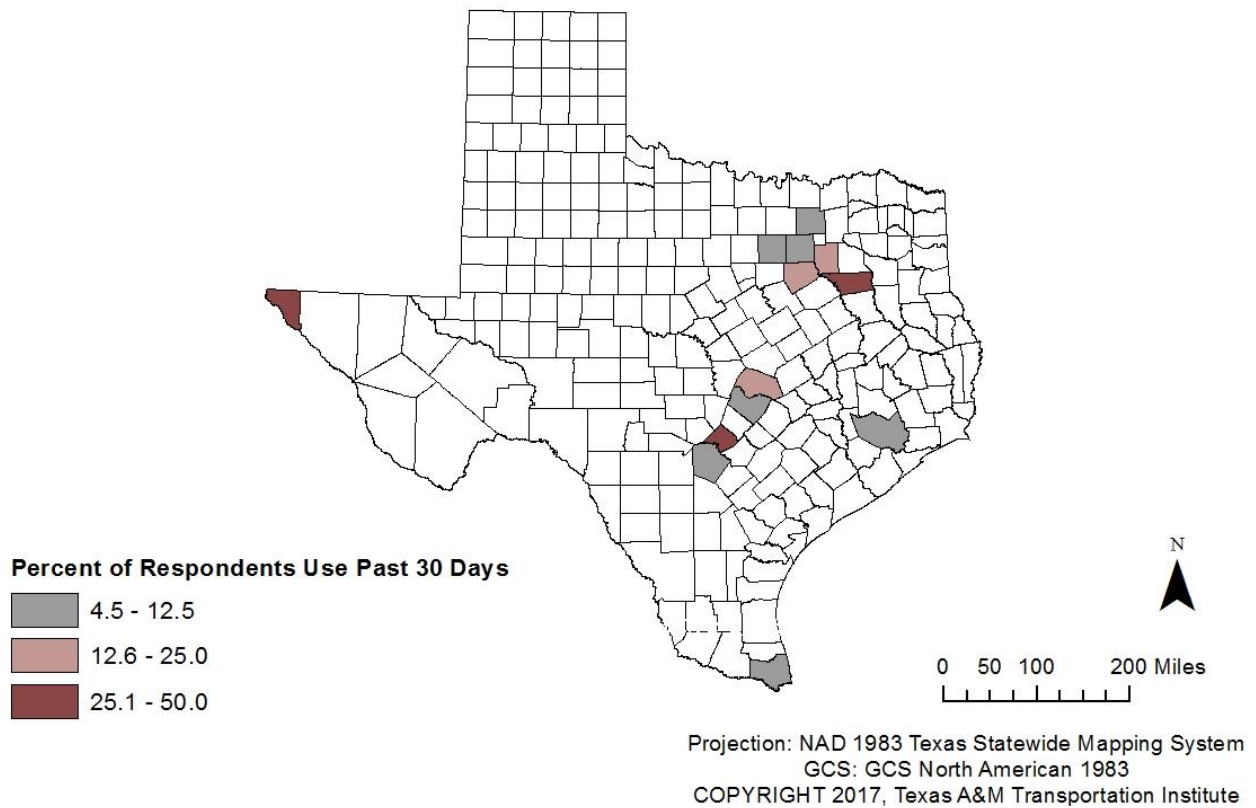 Percent of Respondents Use Past 30 Days
4.5 - 12.5
12.6 - 25.0
25.1 - 50.0
N
0 50 100 200 Miles
Projection: NAD 1983 Texas Statewide Mapping System
GCS: GCS North American 1983
COPYRIGHT 2017, Texas A&M Transportation Institute